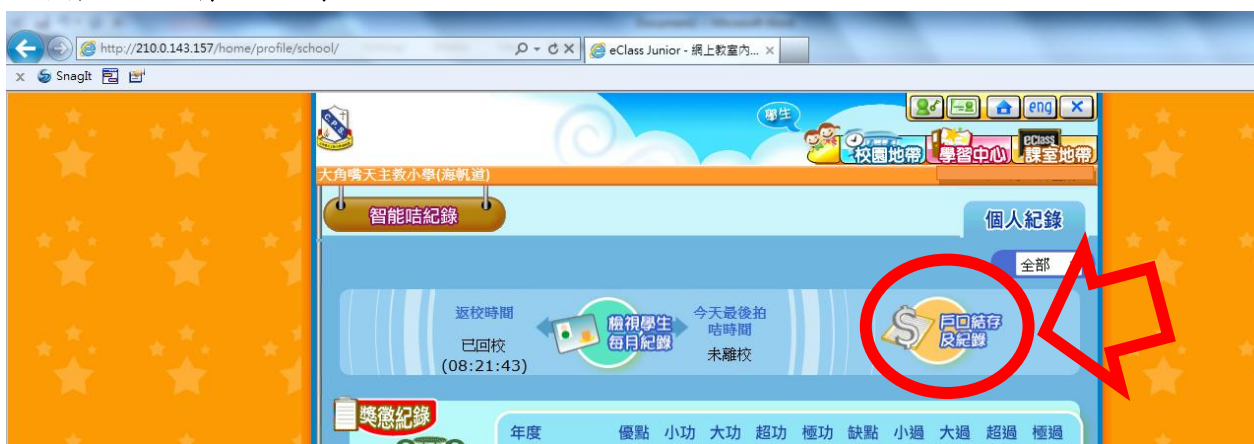 http://210.0.143.157/home/profile/school/
eClass Junior - 網上教室內...
x SnagIt
學生
eng
校園地帶
學習中心
eClass
課室地帶
大角嘴天主教小學(海帆道)
智能咭紀錄
個人紀錄
全部
返校時間
已回校
(08:21:43)
檢視學生
每月紀錄
今天最後拍
咭時間
未離校
戶口結存
及紀錄
獎懲紀錄
年度 優點 小功 大功 超功 極功 缺點 小過 大過 超過 極過